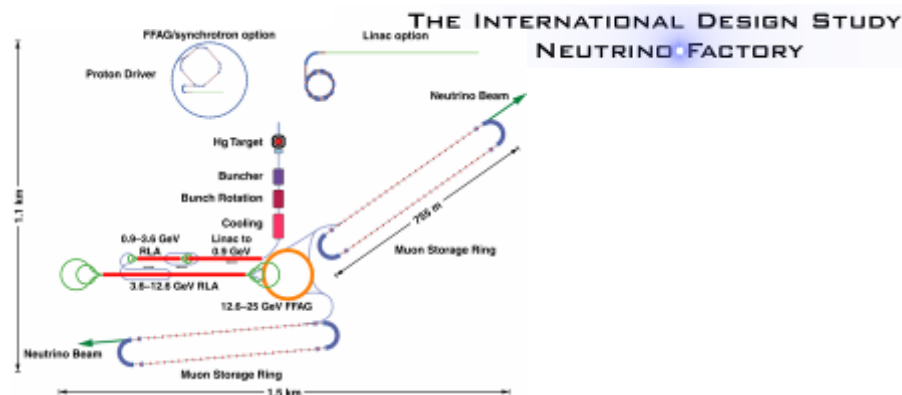 THE INTERNATIONAL DESIGN STUDY
NEUTRINO FACTORY
FFAG/synchrotron option
Linac option
Proton Driver
Neutrino Beam
Hg Target
Buncher
Bunch Rotation
Cooling
1.1 km
755 m
0.9–3.6 GeV
RLA
Linac to
0.9 GeV
Muon Storage Ring
3.6–12.6 GeV RLA
12.6–25 GeV FFAG
Neutrino Beam
Muon Storage Ring
1.5 km